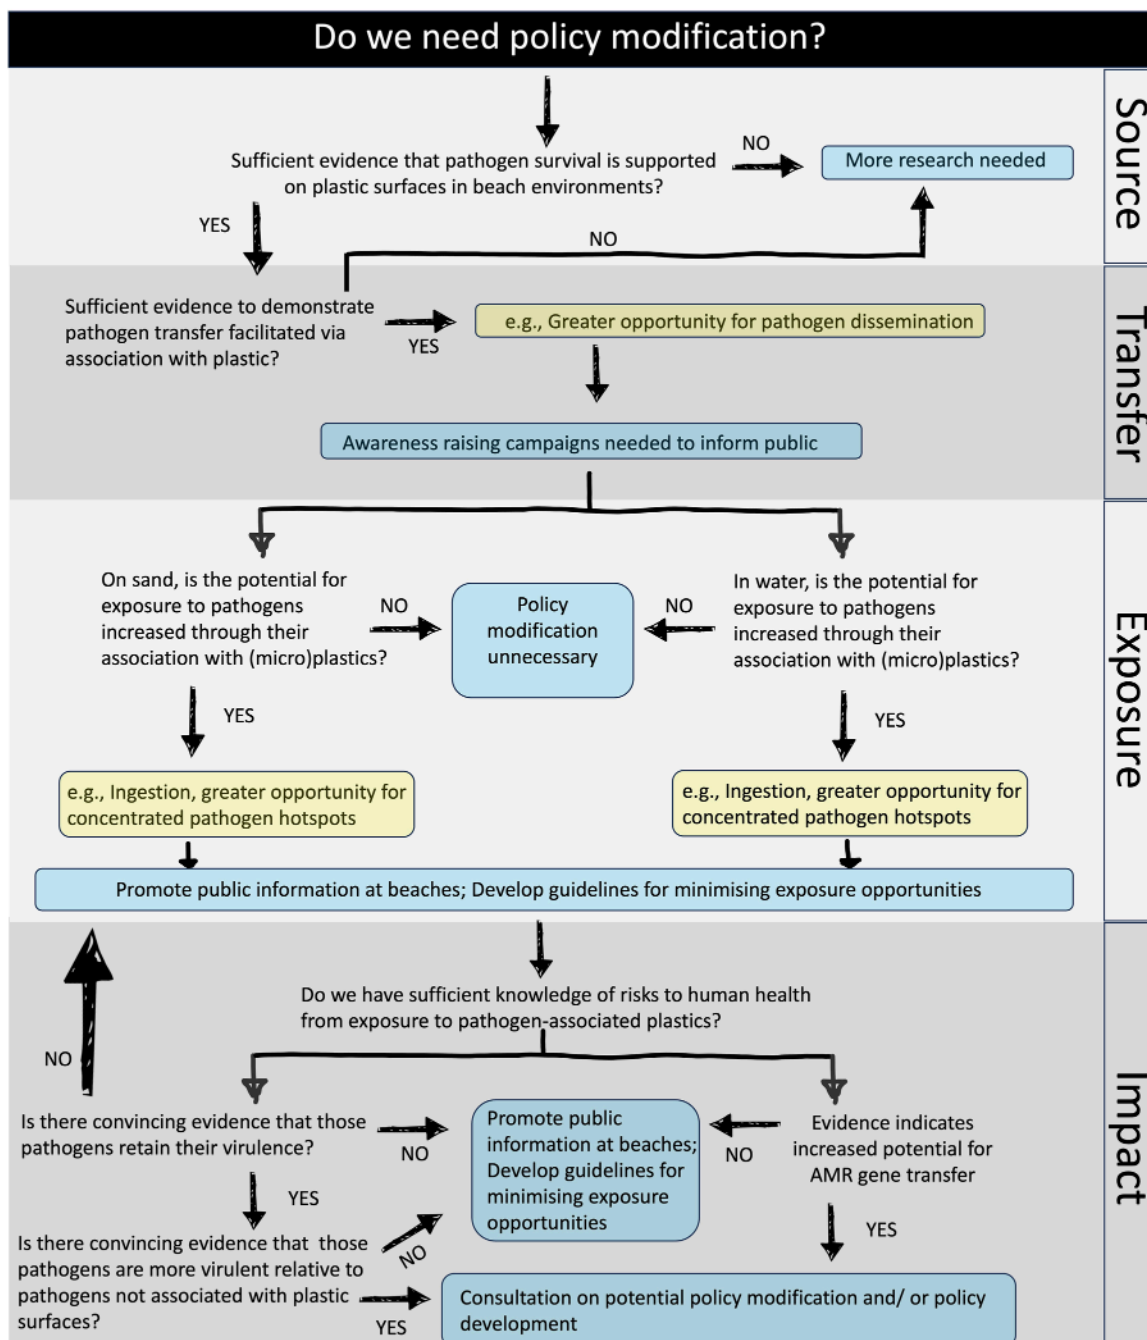 Do we need policy modification?
Source
Sufficient evidence that pathogen survival is supported
on plastic surfaces in beach environments?
NO
More research needed
YES
NO
Transfer
Sufficient evidence to demonstrate
pathogen transfer facilitated via
association with plastic?
YES
e.g., Greater opportunity for pathogen dissemination
Awareness raising campaigns needed to inform public
Exposure
On sand, is the potential for
exposure to pathogens
increased through their
association with (micro)plastics?
NO
Policy
modification
unnecessary
NO
In water, is the potential for
exposure to pathogens
increased through their
association with (micro)plastics?
YES
YES
e.g., Ingestion, greater opportunity for
concentrated pathogen hotspots
e.g., Ingestion, greater opportunity for
concentrated pathogen hotspots
Promote public information at beaches; Develop guidelines for minimising exposure opportunities
Impact
Do we have sufficient knowledge of risks to human health
from exposure to pathogen-associated plastics?
NO
Is there convincing evidence that those
pathogens retain their virulence?
NO
Promote public
information at beaches;
Develop guidelines for
minimising exposure
opportunities
NO
Evidence indicates
increased potential for
AMR gene transfer
YES
YES
Is there convincing evidence that those
pathogens are more virulent relative to
pathogens not associated with plastic
surfaces?
NO
YES
Consultation on potential policy modification and/ or policy
development